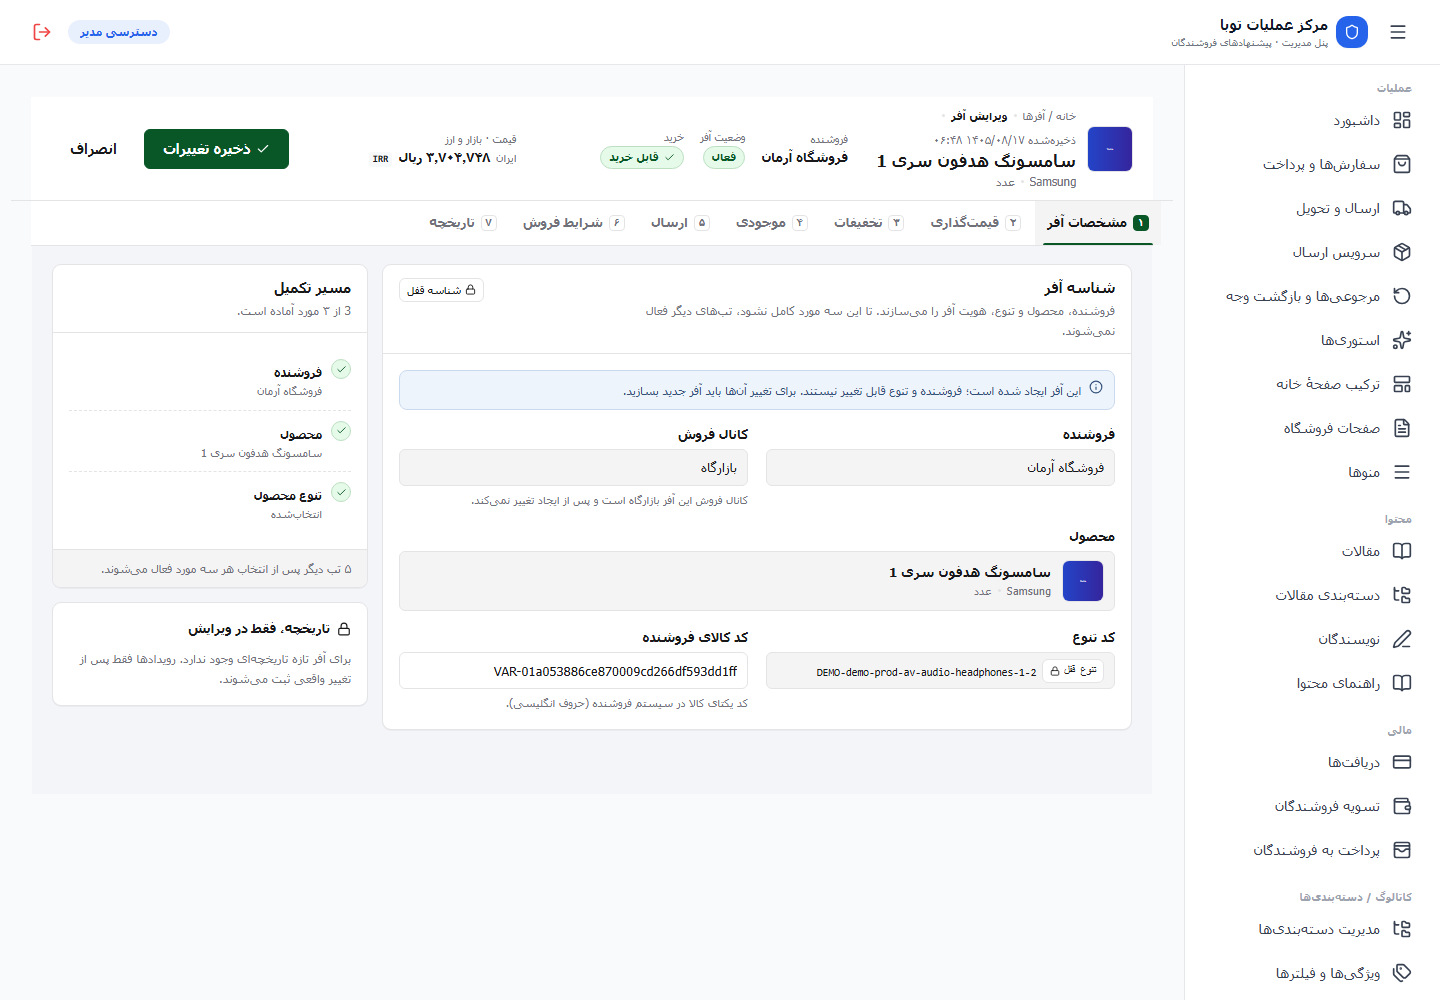 مرکز عملیات توبا
پنل مدیریت · پیشنهادهای فروشندگان
دسترسی مدیر
عملیات
داشبورد
سفارش‌ها و پرداخت
ارسال و تحویل
سرویس ارسال
مرجوعی‌ها و بازگشت وجه
استوری‌ها
ترکیب صفحهٔ خانه
صفحات فروشگاه
منوها
محتوا
مقالات
دسته‌بندی مقالات
نویسندگان
راهنمای محتوا
مالی
دریافت‌ها
تسویه فروشندگان
پرداخت به فروشندگان
کاتالوگ / دسته‌بندی‌ها
مدیریت دسته‌بندی‌ها
ویژگی‌ها و فیلترها
خانه / آفرها · ویرایش آفر ·
ذخیره‌شده ۱۴۰۵/۰۸/۱۷ ۰۶:۴۸
سامسونگ هدفون سری 1
Samsung · عدد
فروشنده
فروشگاه آرمان
وضعیت آفر
فعال
خرید
قابل خرید
قیمت · بازار و ارز
ایران ۳,۷۰۴,۷۴۸ ریال IRR
ذخیره تغییرات
انصراف
۱ مشخصات آفر
۲ قیمت‌گذاری
۳ تخفیفات
۴ موجودی
۵ ارسال
۶ شرایط فروش
۷ تاریخچه
شناسه آفر
شناسه قفل
فروشنده، محصول و تنوع، هویت آفر را می‌سازند. تا این سه مورد کامل نشود، تب‌های دیگر فعال
نمی‌شوند.
این آفر ایجاد شده است؛ فروشنده و تنوع قابل تغییر نیستند. برای تغییر آن‌ها باید آفر جدید بسازید.
فروشنده
فروشگاه آرمان
کانال فروش
بازارگاه
کانال فروش این آفر بازارگاه است و پس از ایجاد تغییر نمی‌کند.
محصول
سامسونگ هدفون سری 1
Samsung · عدد
کد تنوع
تنوع قفل
DEMO-demo-prod-av-audio-headphones-1-2
کد کالای فروشنده
VAR-01a053886ce870009cd266df593dd1ff
کد یکتای کالا در سیستم فروشنده (حروف انگلیسی).
مسیر تکمیل
3 از ۳ مورد آماده است.
فروشنده
فروشگاه آرمان
محصول
سامسونگ هدفون سری 1
تنوع محصول
انتخاب‌شده
۵ تب دیگر پس از انتخاب هر سه مورد فعال می‌شوند.
تاریخچه، فقط در ویرایش
برای آفر تازه تاریخچه‌ای وجود ندارد. رویدادها فقط پس از
تغییر واقعی ثبت می‌شوند.